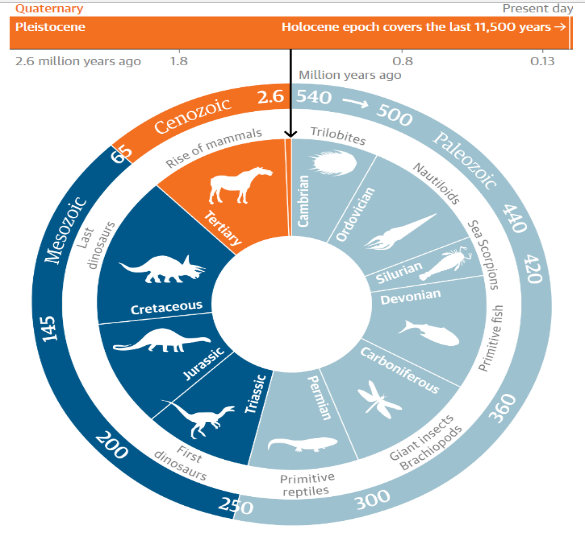 Quaternary
Present day
Pleistocene
Holocene epoch covers the last 11,500 years →
2.6 million years ago
1.8
0.8
0.13
Million years ago
540 → 500
Paleozoic
440
420
360
300
250
200
145
Mesozoic
65
Cenozoic
2.6
Trilobites
Nautiloids
Sea Scorpions
Primitive fish
Giant insects
Brachiopods
Primitive
reptiles
First
dinosaurs
Last
dinosaurs
Rise of mammals
Cambrian
Ordovician
Silurian
Devonian
Carboniferous
Permian
Triassic
Jurassic
Cretaceous
Tertiary